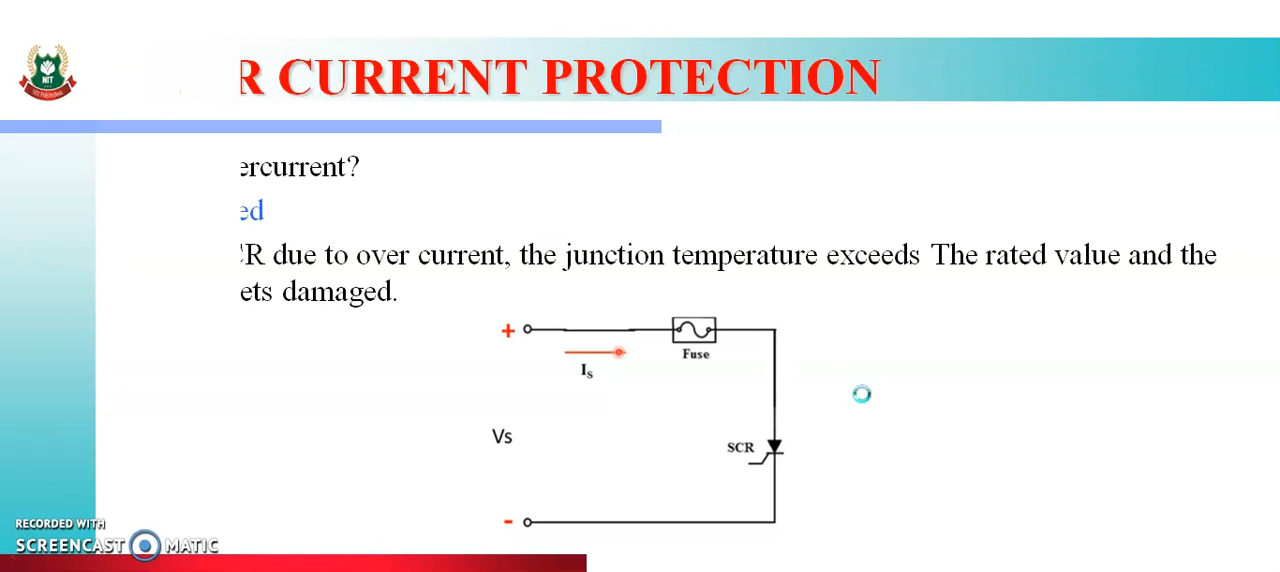 NIT
R CURRENT PROTECTION
ercurrent?
ed
R due to over current, the junction temperature exceeds The rated value and the
ets damaged.
+
Fuse
Is
Vs
SCR
-
RECORDED WITH
SCREENCAST MATIC